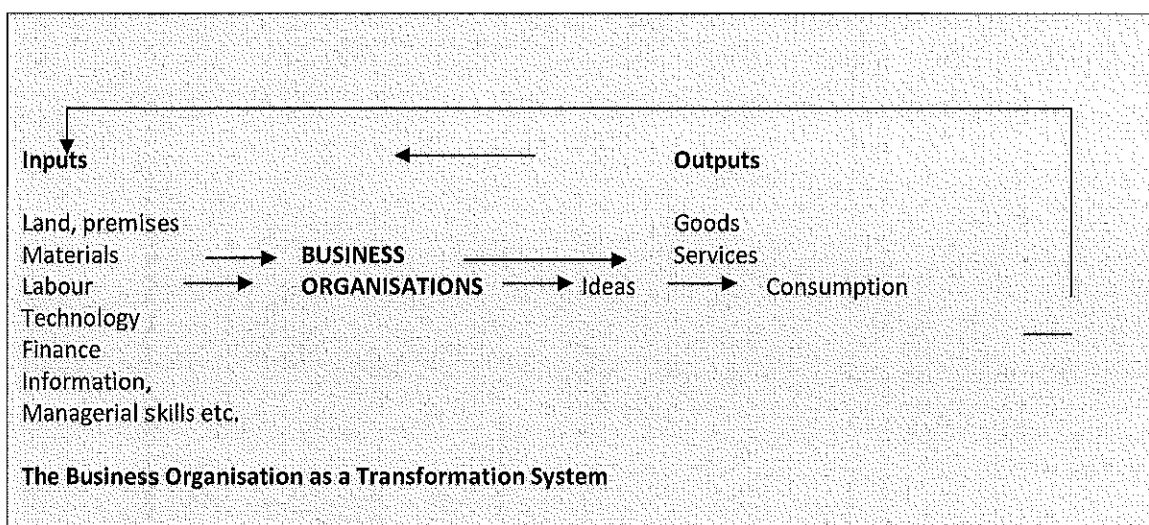 Inputs Outputs
Land, premises Goods
Materials BUSINESS Services
Labour ORGANISATIONS Ideas Consumption
Technology
Finance
Information,
Managerial skills etc.
The Business Organisation as a Transformation System